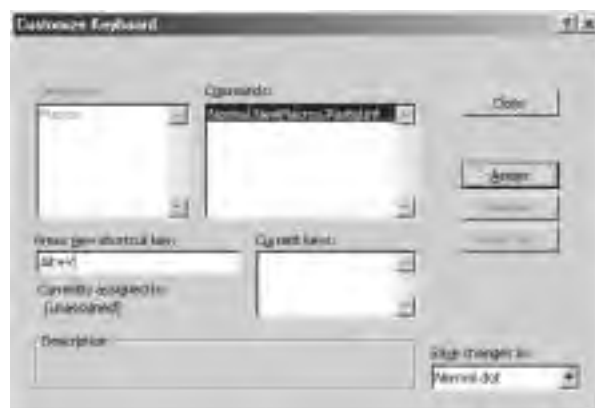 Customize Keyboard
Commands:
Close
Macros
Assign
Press new shortcut key:
Current keys:
Alt+V
Currently assigned to:
[unassigned]
Description
Save changes in:
Normal.dot